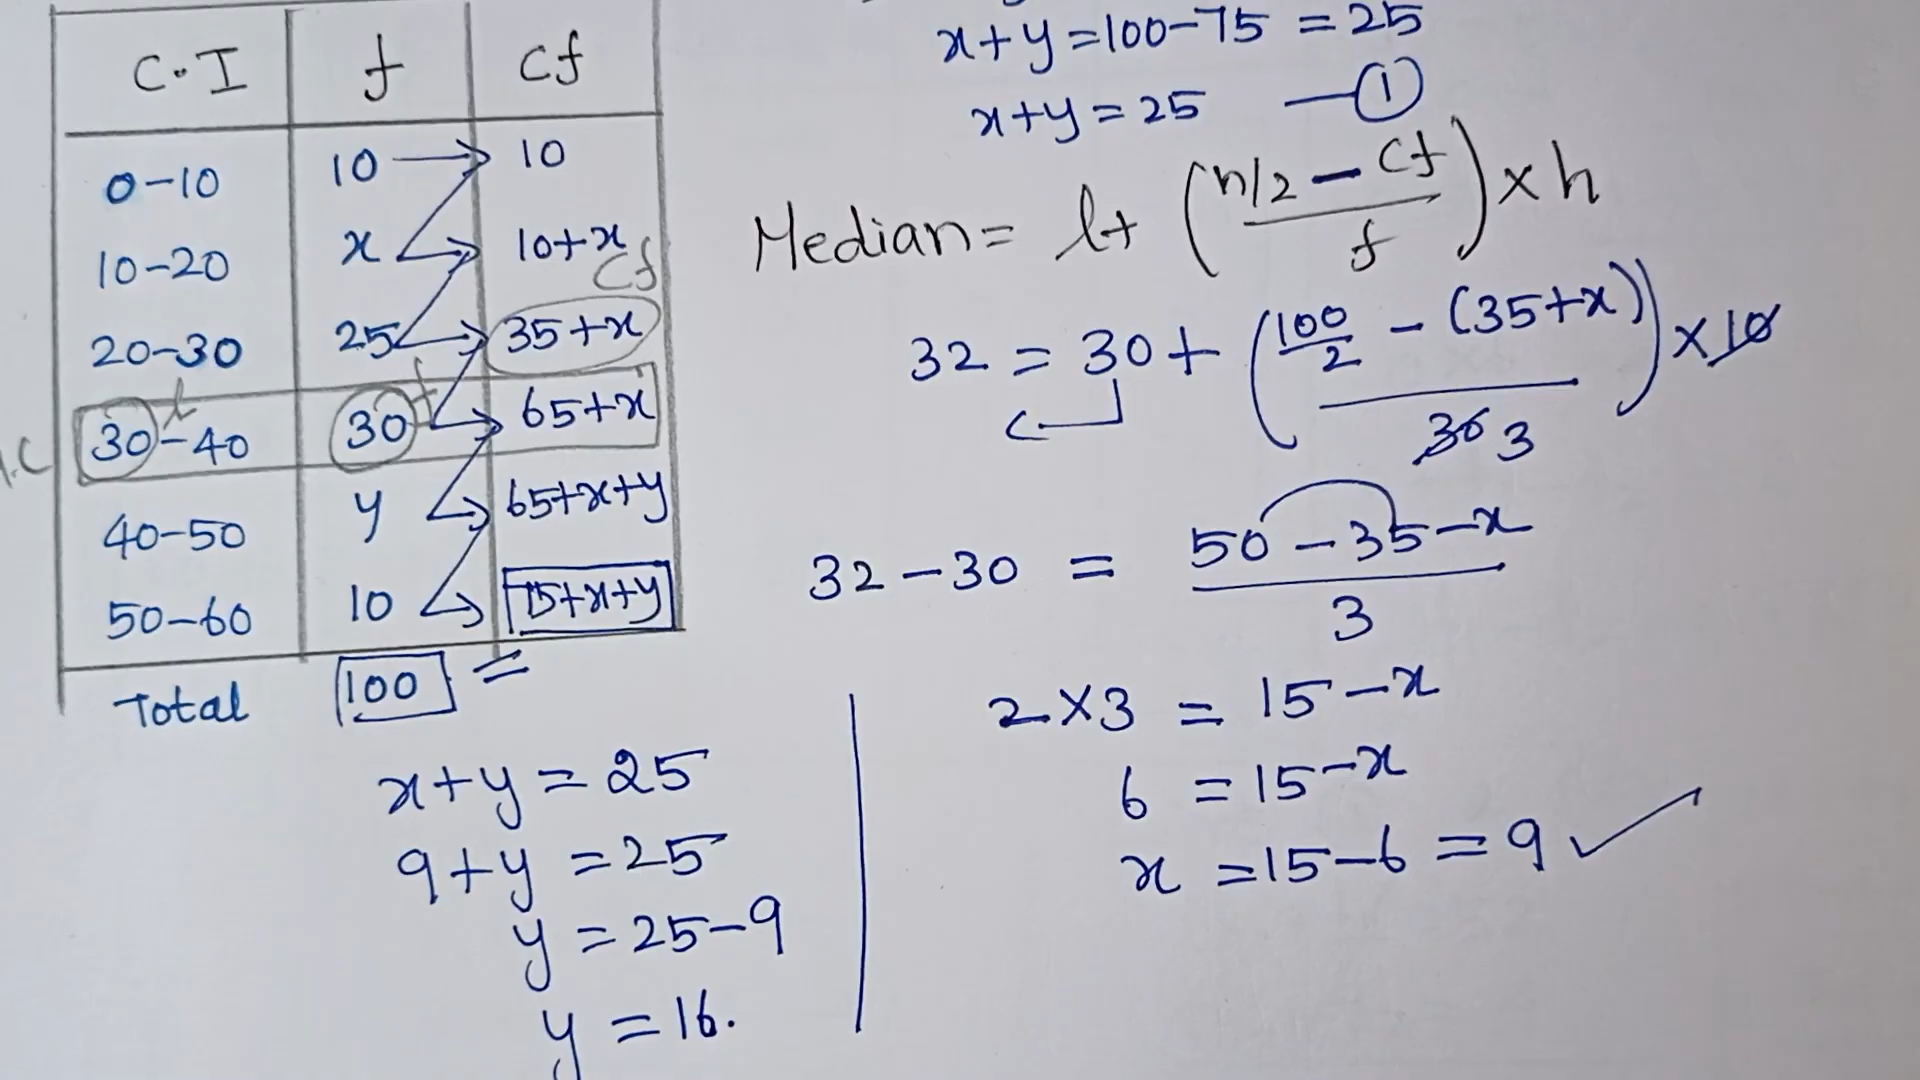 C.I f Cf
0-10 10 10
10-20 x 10+x
Cf
20-30 25 35+x
l f
30-40 30 65+x
40-50 y 65+x+y
50-60 10 75+x+y
Total 100 =
x+y=100-75 =25
x+y=25 —①
Median= l+ (n/2 - Cf / f) × h
32 = 30+ (100/2 - (35+x) / 30 3) × 10
32-30 = 50-35-x / 3
2×3 = 15-x
6 = 15-x
x =15-6 =9 ✓
x+y=25
9+y =25
y =25-9
y =16.